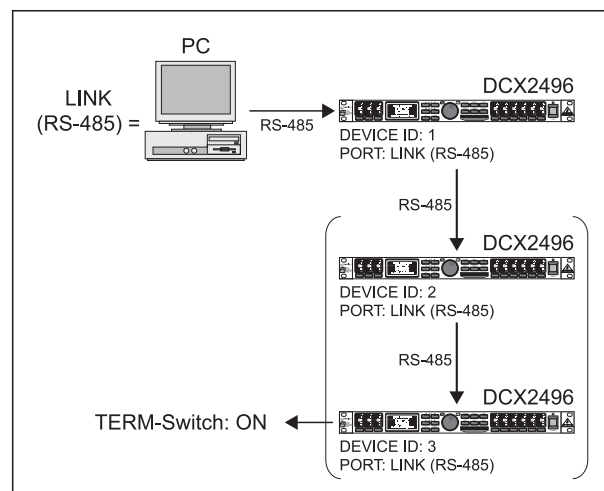 PC
LINK
(RS-485) =
RS-485
DCX2496
DEVICE ID: 1
PORT: LINK (RS-485)
RS-485
DCX2496
DEVICE ID: 2
PORT: LINK (RS-485)
RS-485
DCX2496
TERM-Switch: ON
DEVICE ID: 3
PORT: LINK (RS-485)